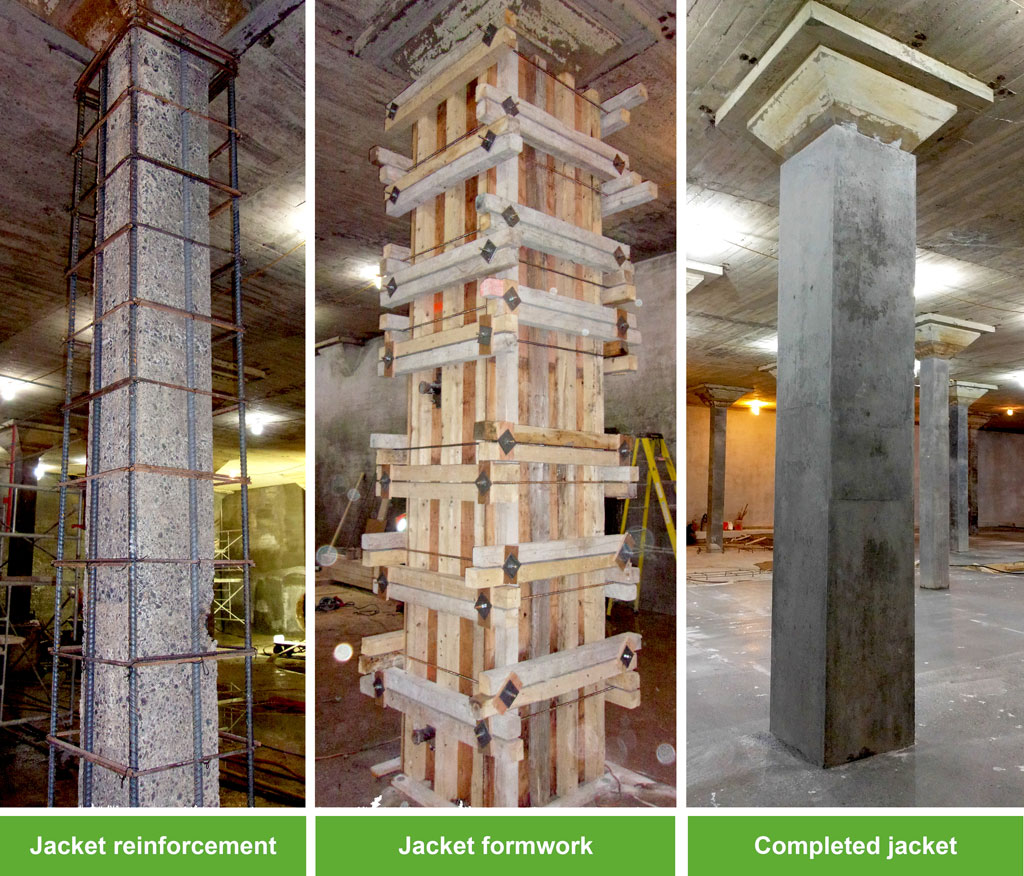 Jacket reinforcement
Jacket formwork
Completed jacket